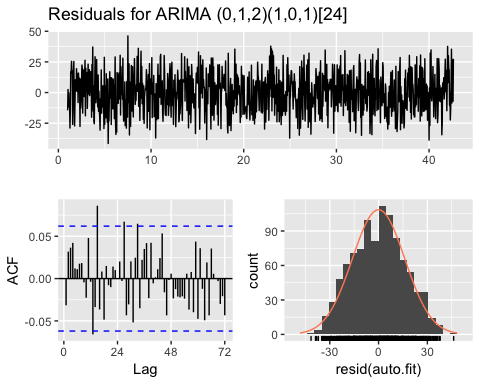 Residuals for ARIMA (0,1,2)(1,0,1)[24]
50
25
0
-25
0 10 20 30 40
ACF
0.05
0.00
-0.05
0 24 48 72
Lag
count
90
60
30
0
-30 0 30
resid(auto.fit)